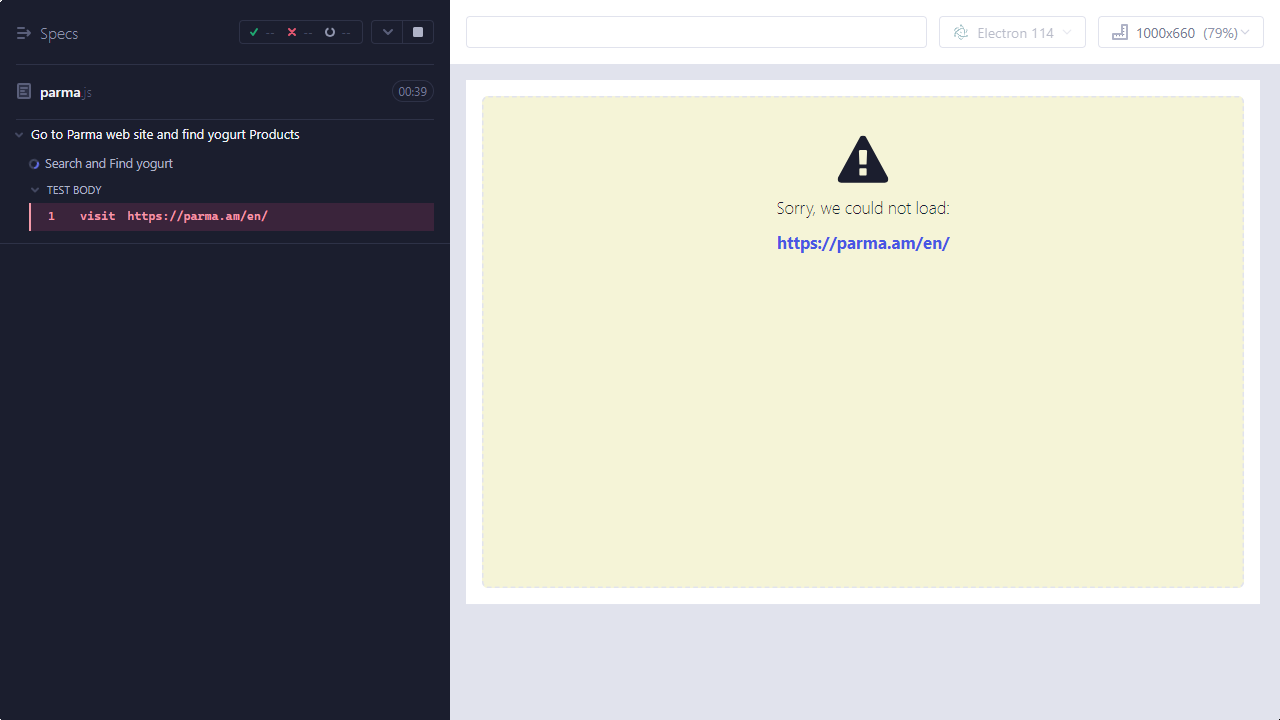 Specs
-- -- --
parma.js
00:39
Go to Parma web site and find yogurt Products
Search and Find yogurt
TEST BODY
1 visit https://parma.am/en/
Electron 114
1000x660 (79%)
Sorry, we could not load:
https://parma.am/en/